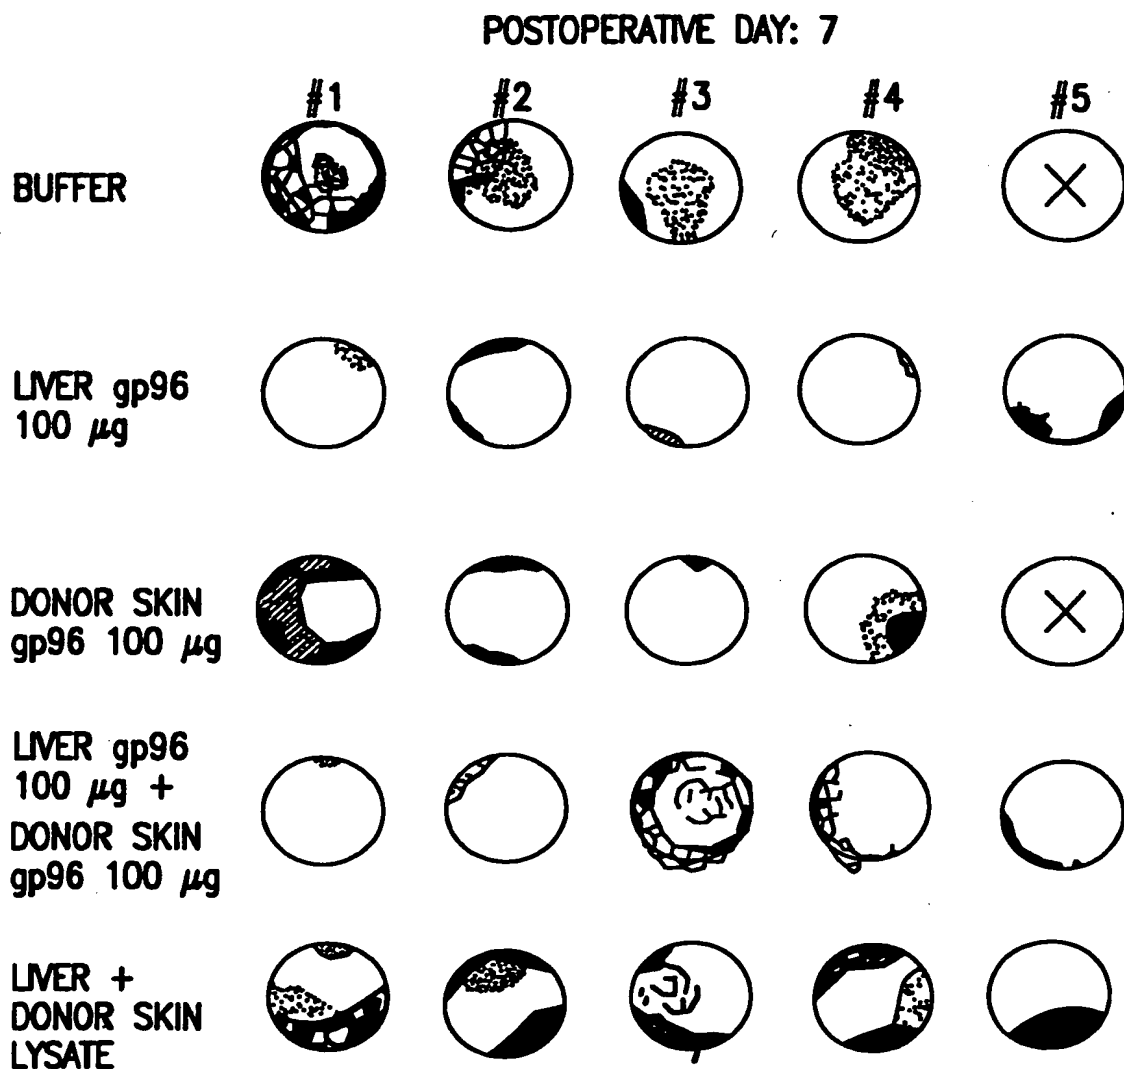 POSTOPERATIVE DAY: 7
#1 #2 #3 #4 #5
BUFFER
LIVER gp96
100 μg
DONOR SKIN
gp96 100 μg
LIVER gp96
100 μg +
DONOR SKIN
gp96 100 μg
LIVER +
DONOR SKIN
LYSATE